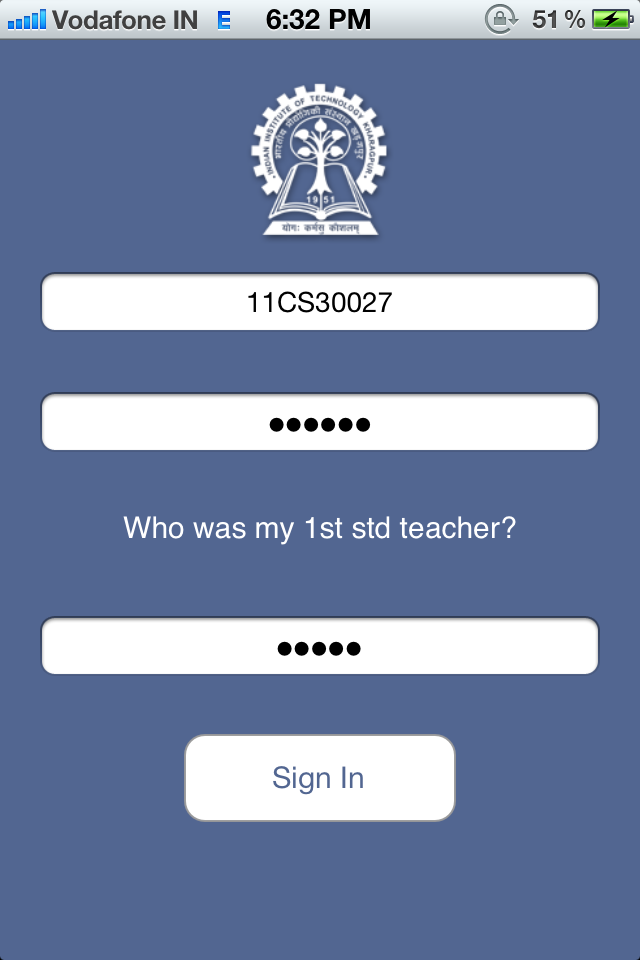 Vodafone IN E 6:32 PM 51 %
INDIAN INSTITUTE OF TECHNOLOGY KHARAGPUR
भारतीय प्रौद्योगिकी संस्थान खड़गपुर
1951
योगः कर्मसु कौशलम्
11CS30027
••••••
Who was my 1st std teacher?
•••••
Sign In